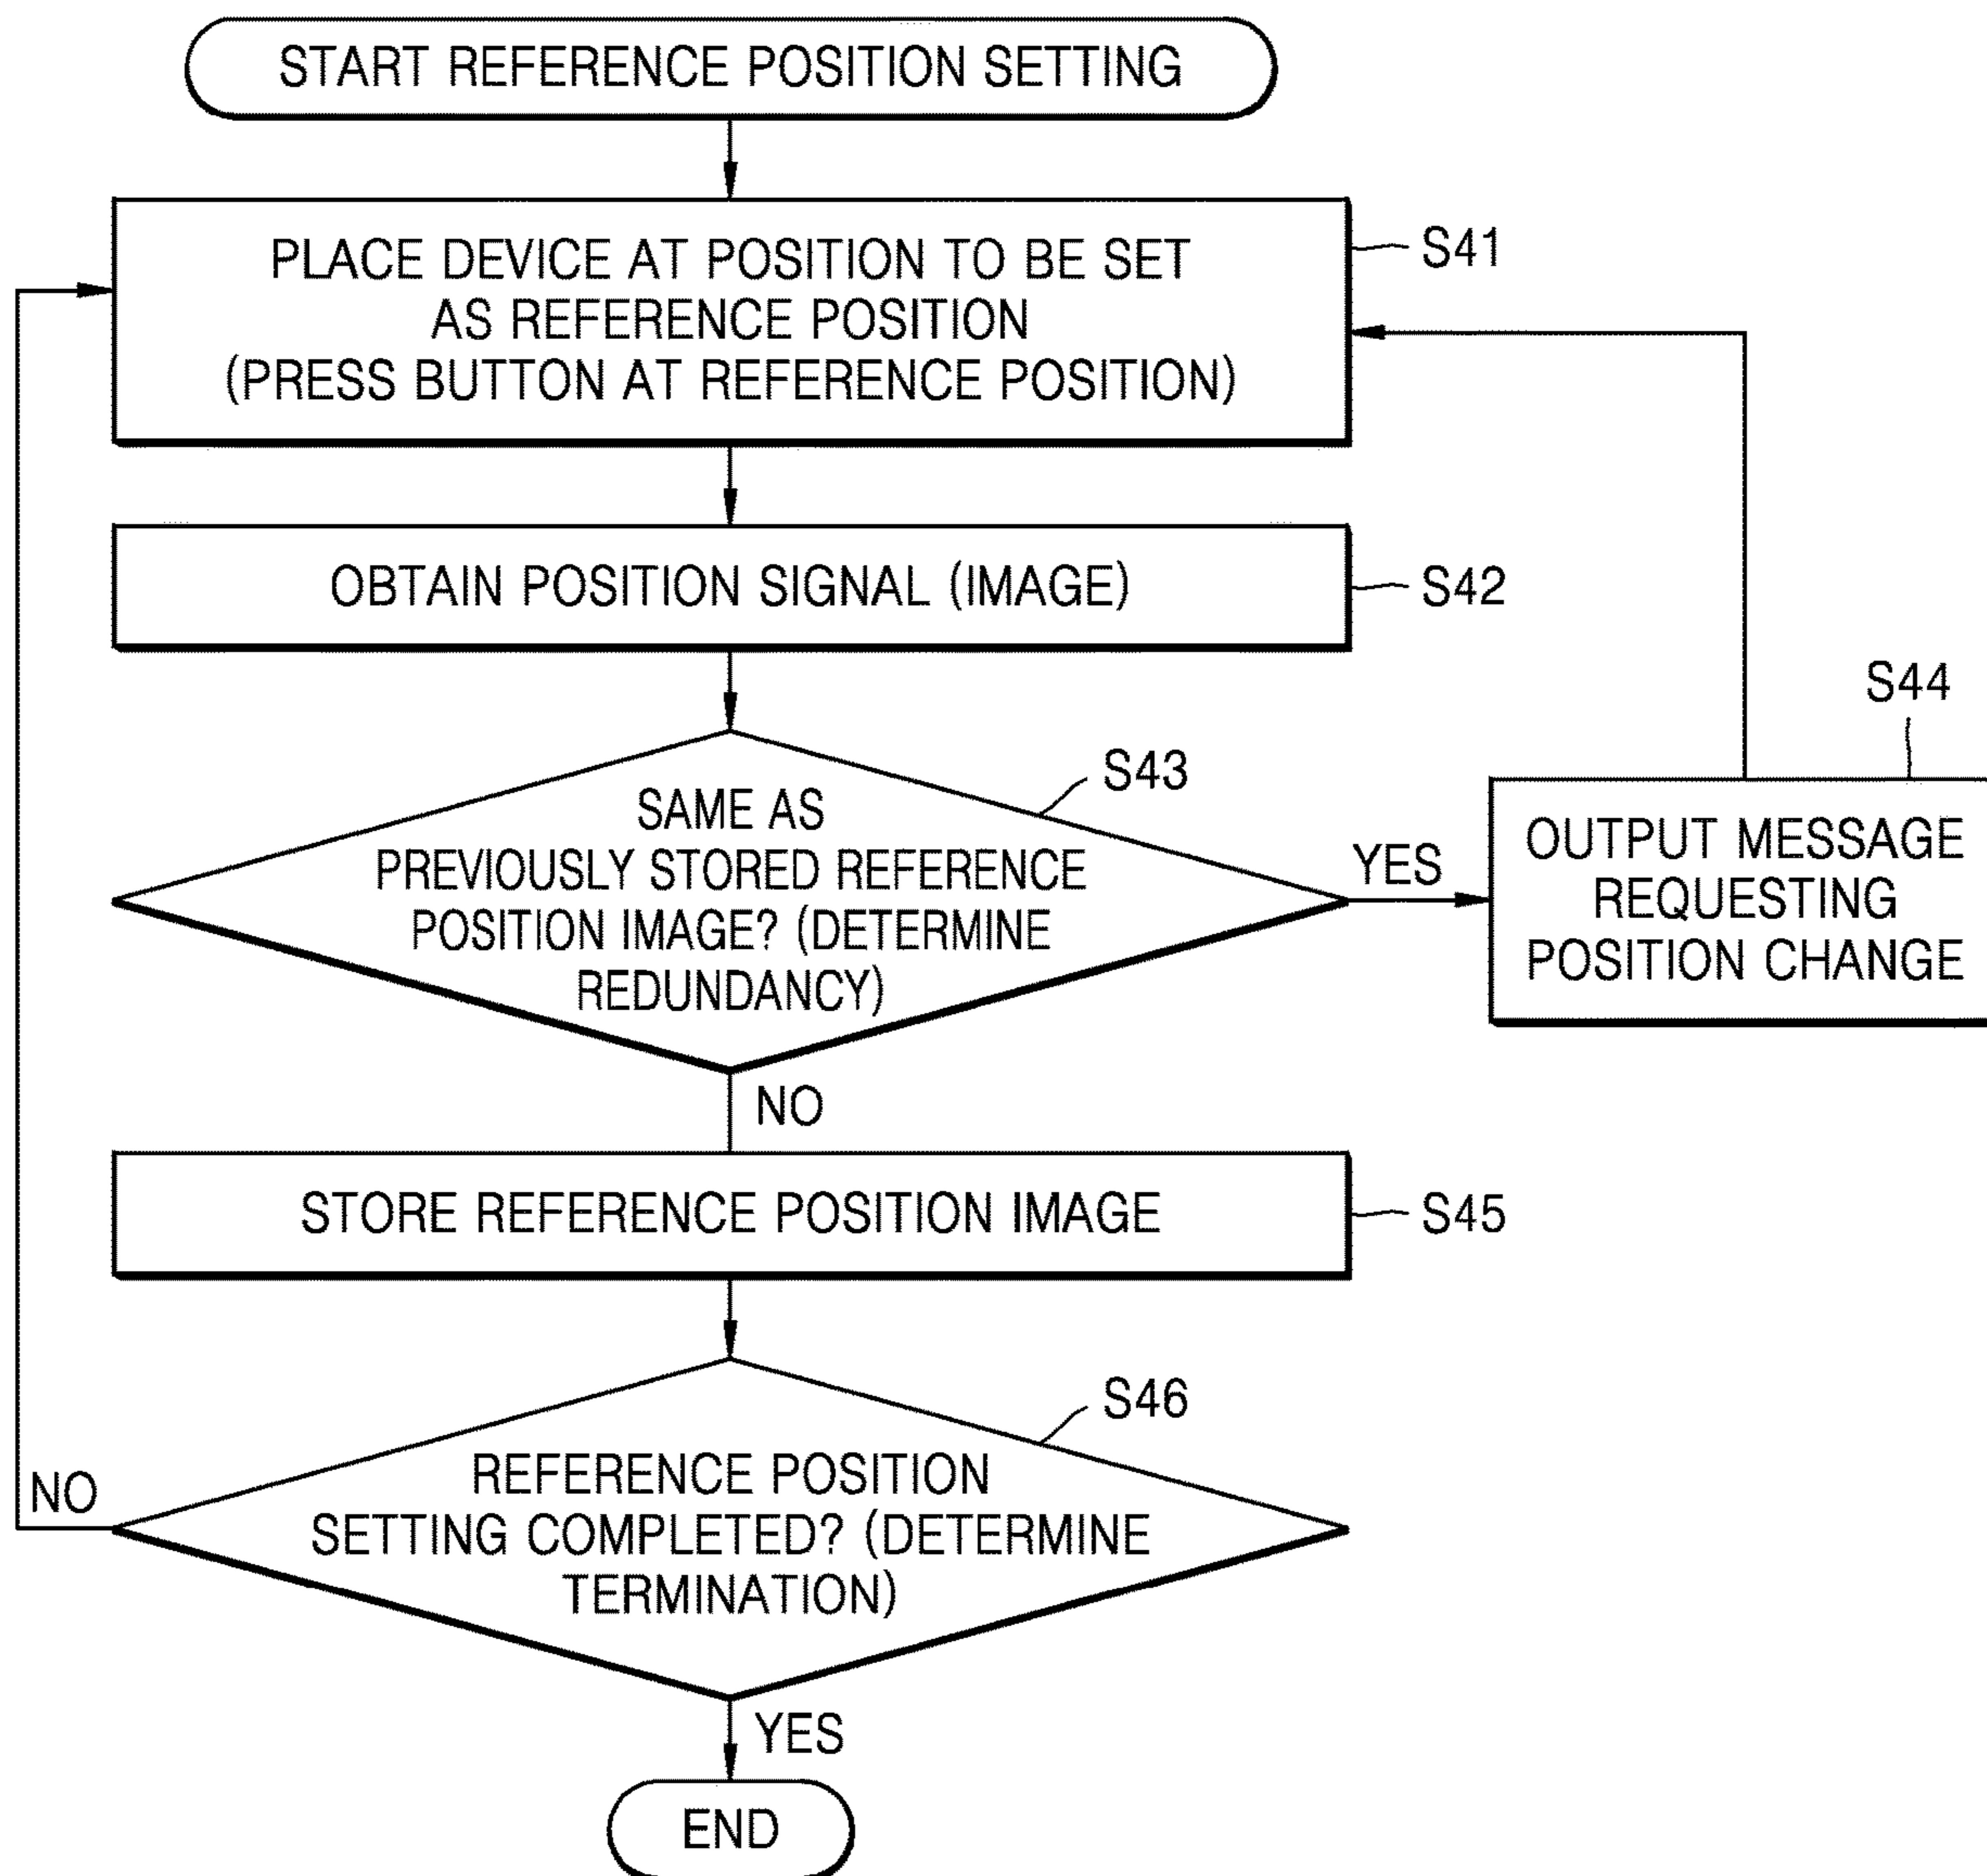 START REFERENCE POSITION SETTING
PLACE DEVICE AT POSITION TO BE SET
AS REFERENCE POSITION
(PRESS BUTTON AT REFERENCE POSITION)
S41
OBTAIN POSITION SIGNAL (IMAGE)
S42
SAME AS
PREVIOUSLY STORED REFERENCE
POSITION IMAGE? (DETERMINE
REDUNDANCY)
S43
YES
S44
OUTPUT MESSAGE
REQUESTING
POSITION CHANGE
NO
STORE REFERENCE POSITION IMAGE
S45
REFERENCE POSITION
SETTING COMPLETED? (DETERMINE
TERMINATION)
S46
NO
YES
END